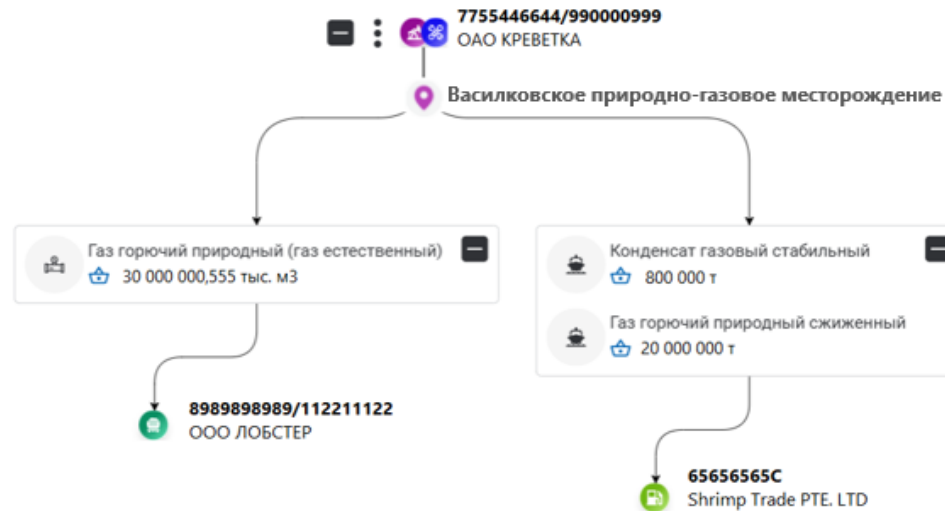 7755446644/990000999
ОАО КРЕВЕТКА
Василковское природно-газовое месторождение
Газ горючий природный (газ естественный)
30 000 000,555 тыс. м3
Конденсат газовый стабильный
800 000 т
Газ горючий природный сжиженный
20 000 000 т
8989898989/112211122
ООО ЛОБСТЕР
65656565C
Shrimp Trade PTE. LTD